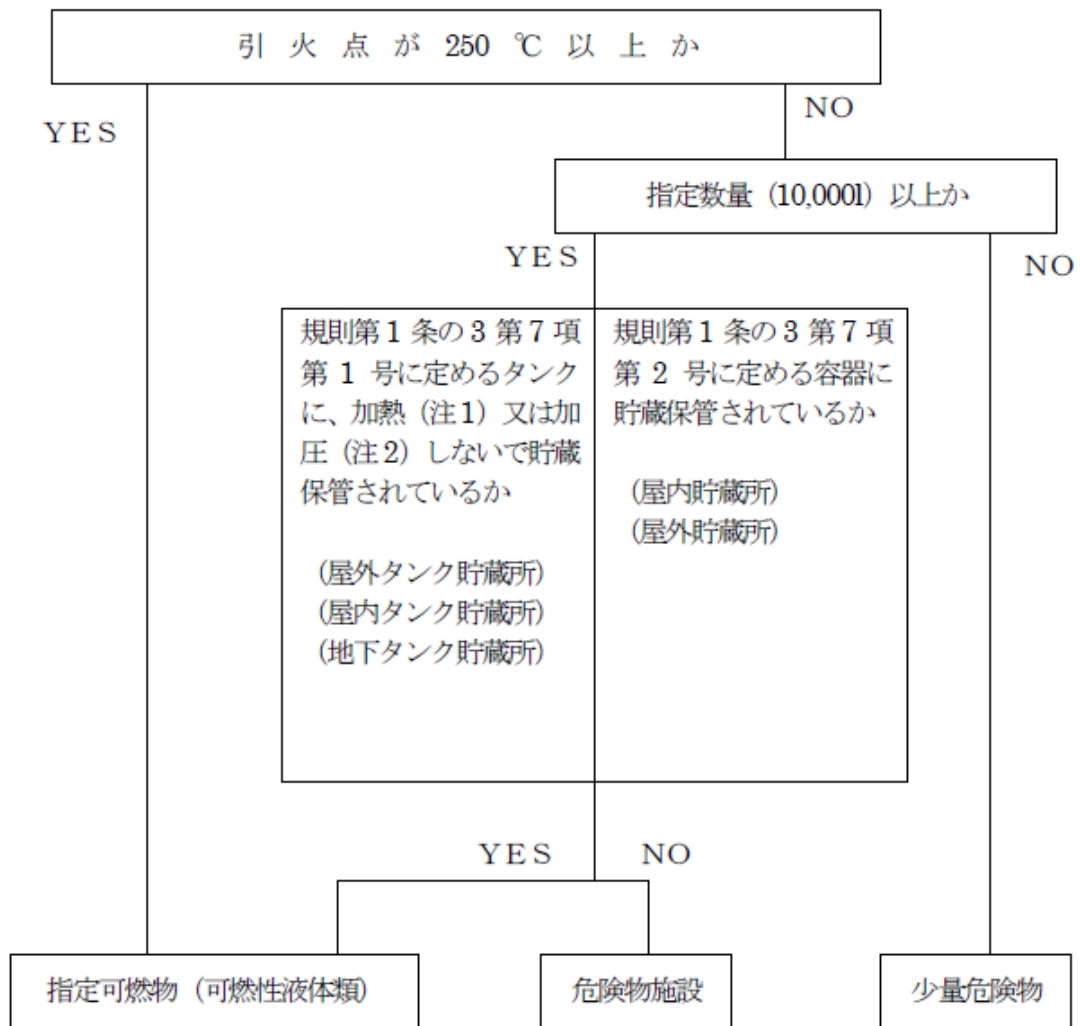 引火点が250℃以上か
YES
NO
指定数量（10,000l）以上か
YES
NO
規則第1条の3第7項
第1号に定めるタンク
に、加熱（注1）又は加
圧（注2）しないで貯蔵
保管されているか
（屋外タンク貯蔵所）
（屋内タンク貯蔵所）
（地下タンク貯蔵所）
規則第1条の3第7項
第2号に定める容器に
貯蔵保管されているか
（屋内貯蔵所）
（屋外貯蔵所）
YES
NO
指定可燃物（可燃性液体類）
危険物施設
少量危険物